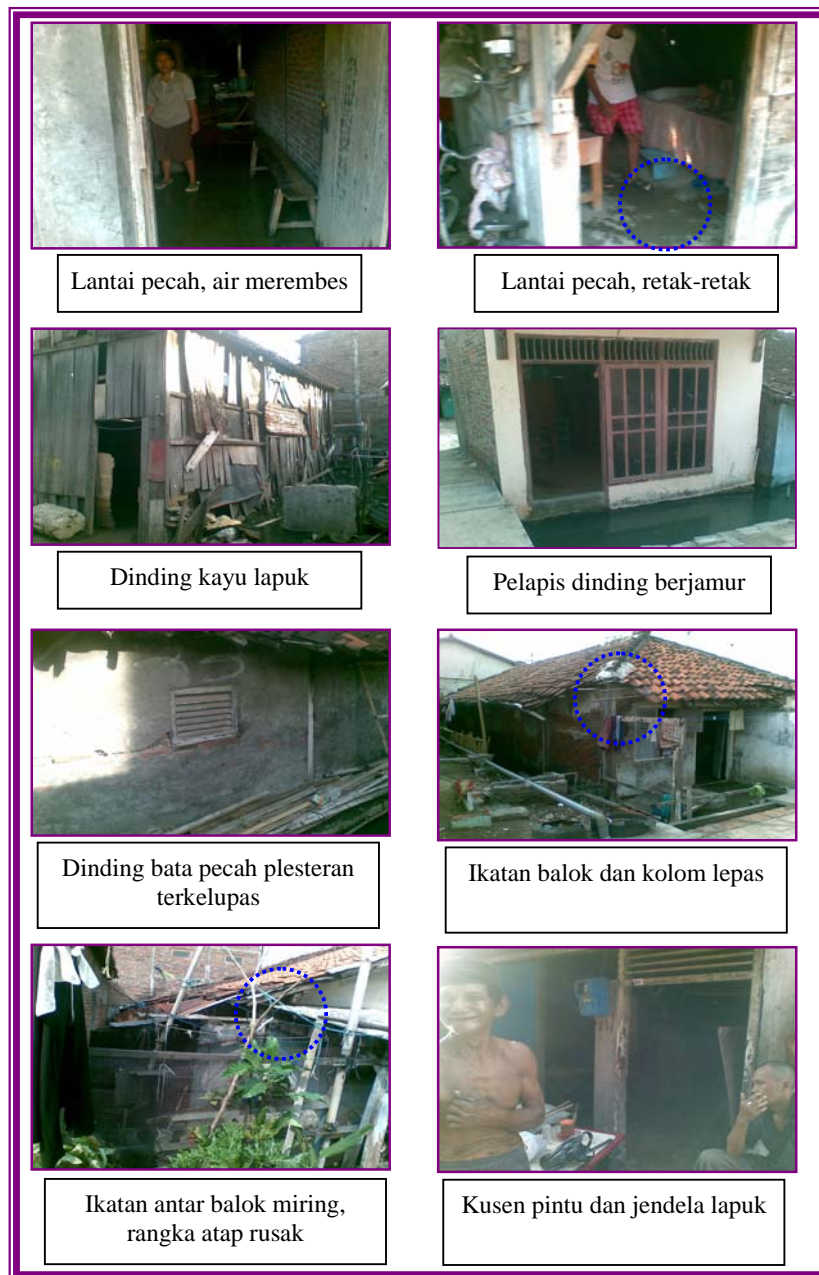 Lantai pecah, air merembes
Lantai pecah, retak-retak
Dinding kayu lapuk
Pelapis dinding berjamur
Dinding bata pecah plesteran
terkelupas
Ikatan balok dan kolom lepas
Ikatan antar balok miring,
rangka atap rusak
Kusen pintu dan jendela lapuk